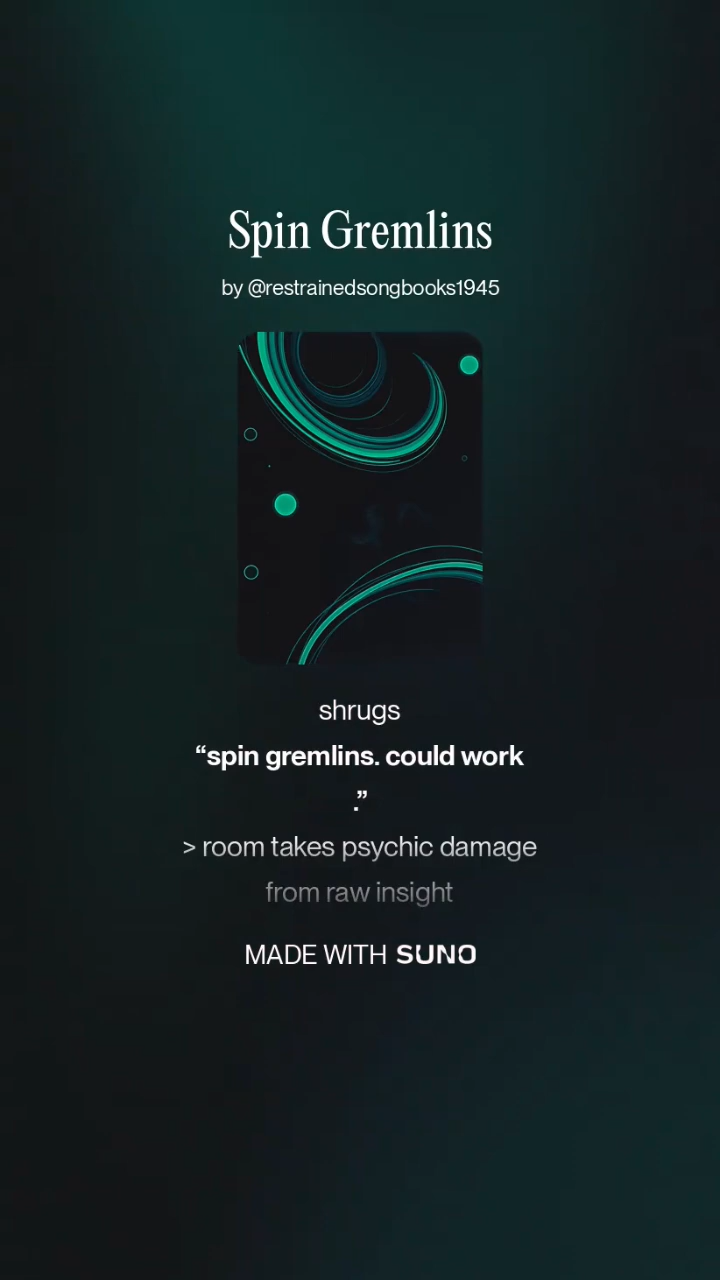 Spin Gremlins
by @restrainedsongbooks1945
shrugs
“spin gremlins. could work
.”
> room takes psychic damage
from raw insight
MADE WITH SUNO